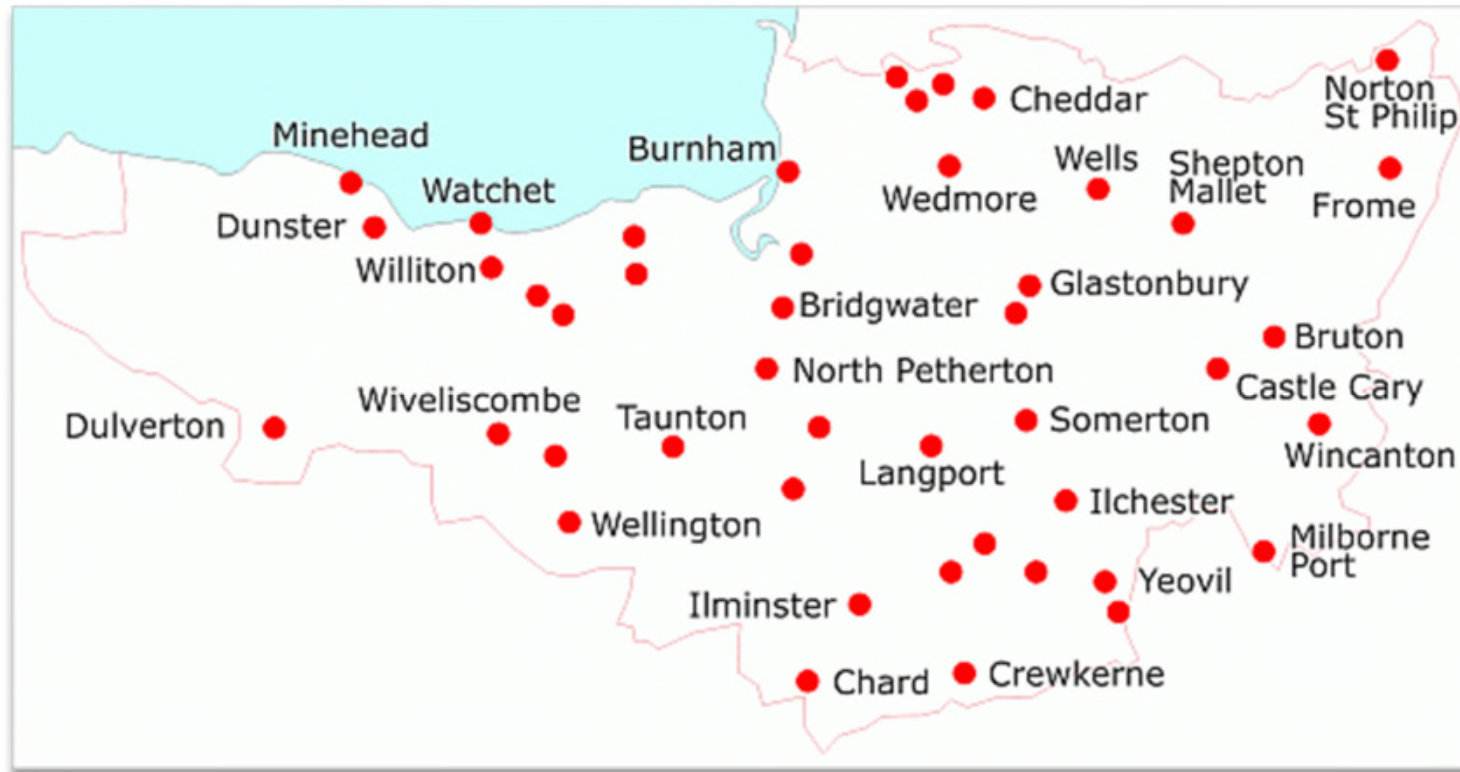 Norton
St Philip
Cheddar
Minehead
Burnham
Wells
Shepton
Mallet
Watchet
Wedmore
Frome
Dunster
Williton
Glastonbury
Bridgwater
Bruton
North Petherton
Castle Cary
Wiveliscombe
Taunton
Somerton
Dulverton
Wincanton
Langport
Ilchester
Wellington
Milborne
Port
Yeovil
Ilminster
Crewkerne
Chard